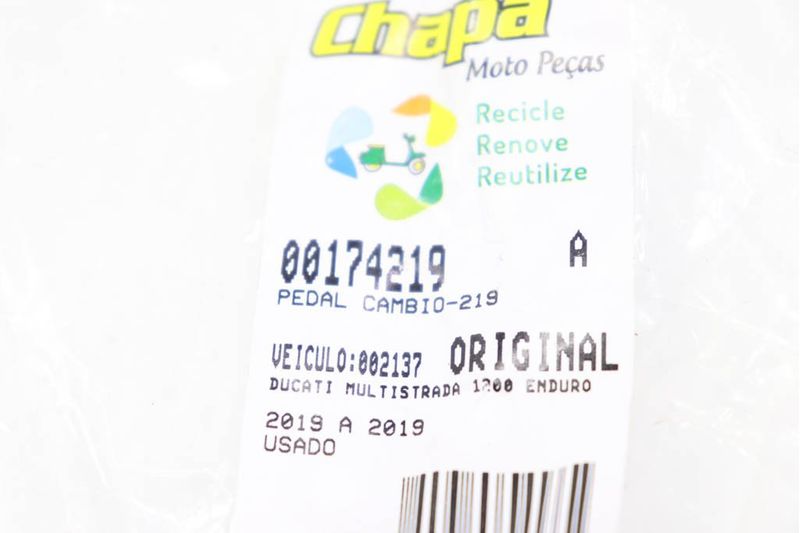 Chapa
Moto Peças
Recicle
Renove
Reutilize
00174219 A
PEDAL CAMBIO-219
VEICULO:002137 ORIGINAL
DUCATI MULTISTRADA 1200 ENDURO
2019 A 2019
USADO